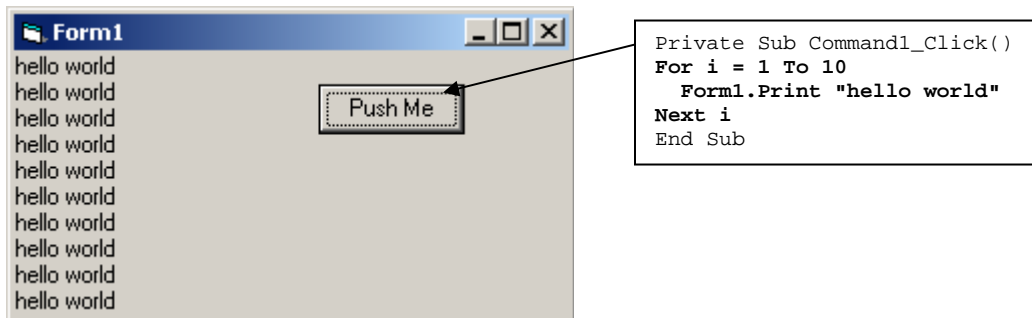 Form1
hello world
hello world
hello world
hello world
hello world
hello world
hello world
hello world
hello world
hello world
Push Me
Private Sub Command1_Click()
For i = 1 To 10
Form1.Print "hello world"
Next i
End Sub